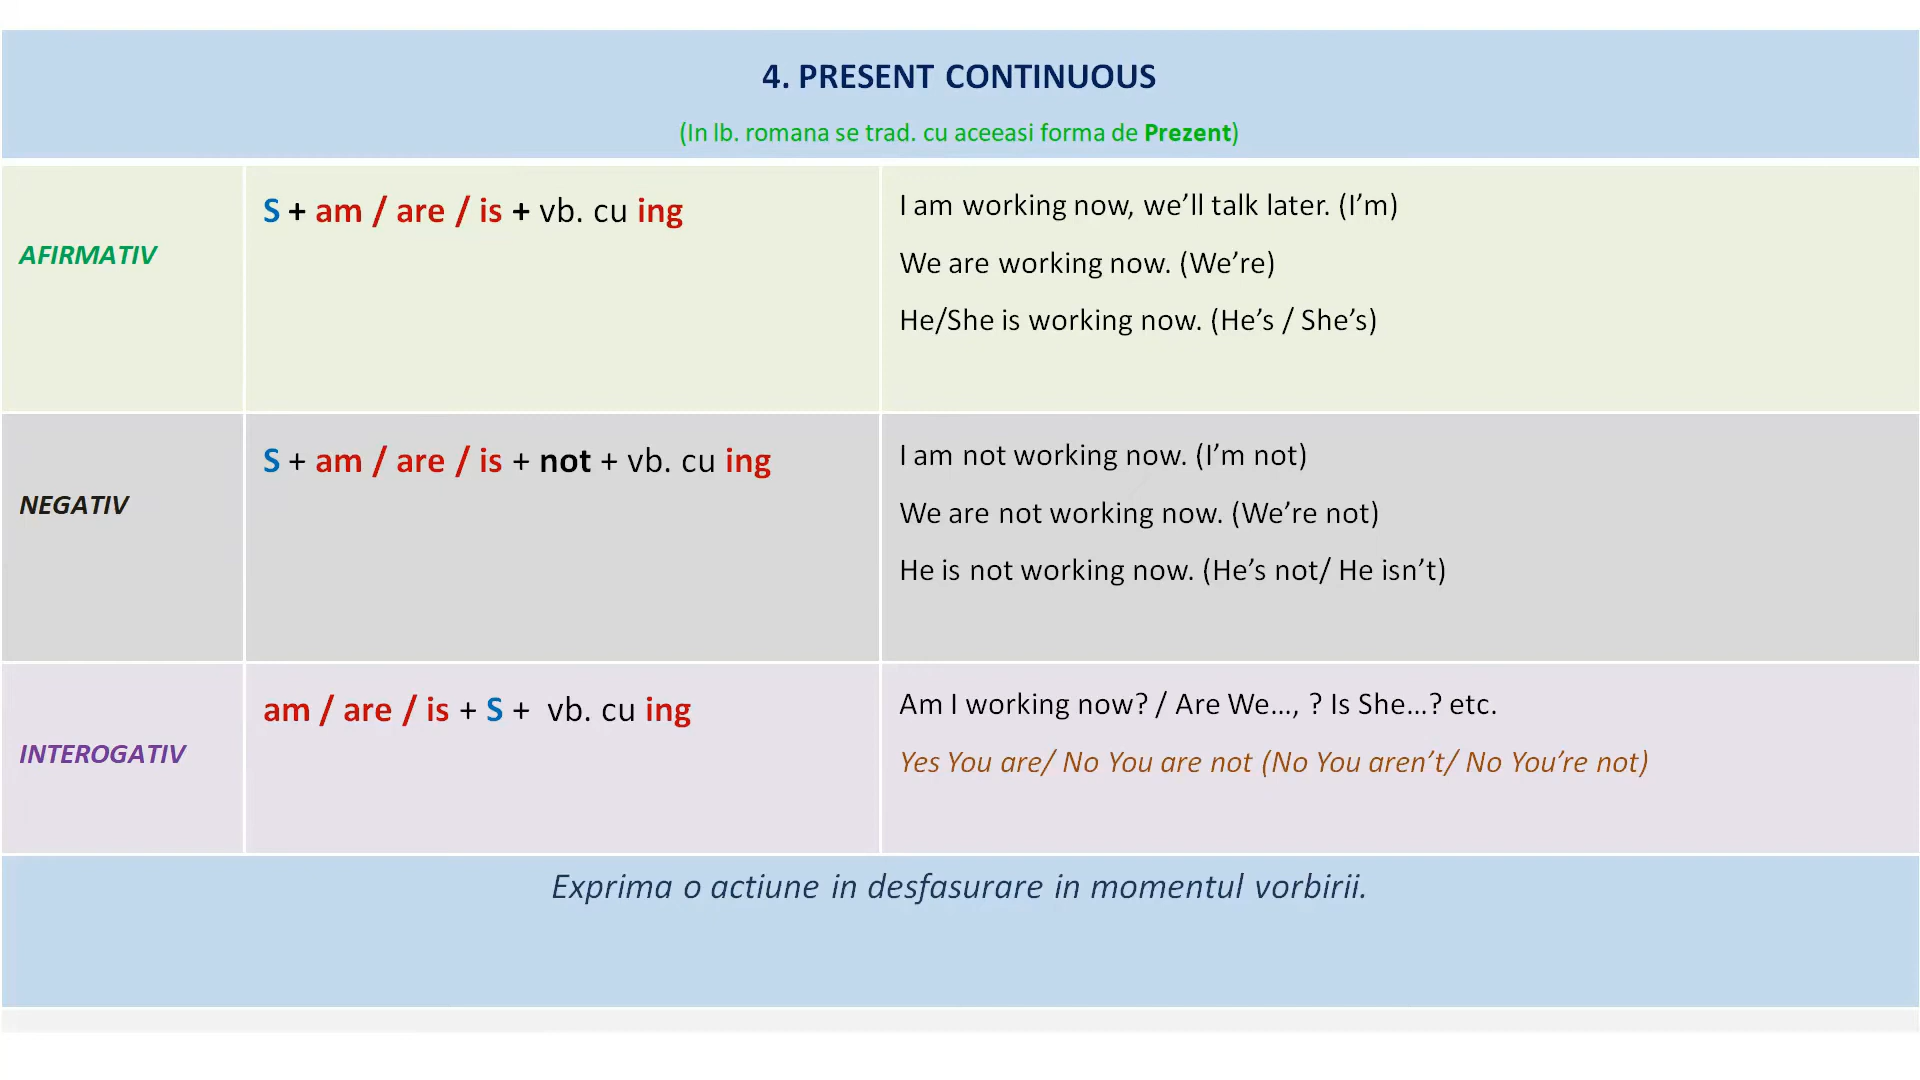 4. PRESENT CONTINUOUS
(In lb. romana se trad. cu aceeasi forma de Prezent)
AFIRMATIV
S + am / are / is + vb. cu ing
I am working now, we’ll talk later. (I’m)
We are working now. (We’re)
He/She is working now. (He’s / She’s)
NEGATIV
S + am / are / is + not + vb. cu ing
I am not working now. (I’m not)
We are not working now. (We’re not)
He is not working now. (He’s not/ He isn’t)
INTEROGATIV
am / are / is + S + vb. cu ing
Am I working now? / Are We…, ? Is She…? etc.
Yes You are/ No You are not (No You aren’t/ No You’re not)
Exprima o actiune in desfasurare in momentul vorbirii.